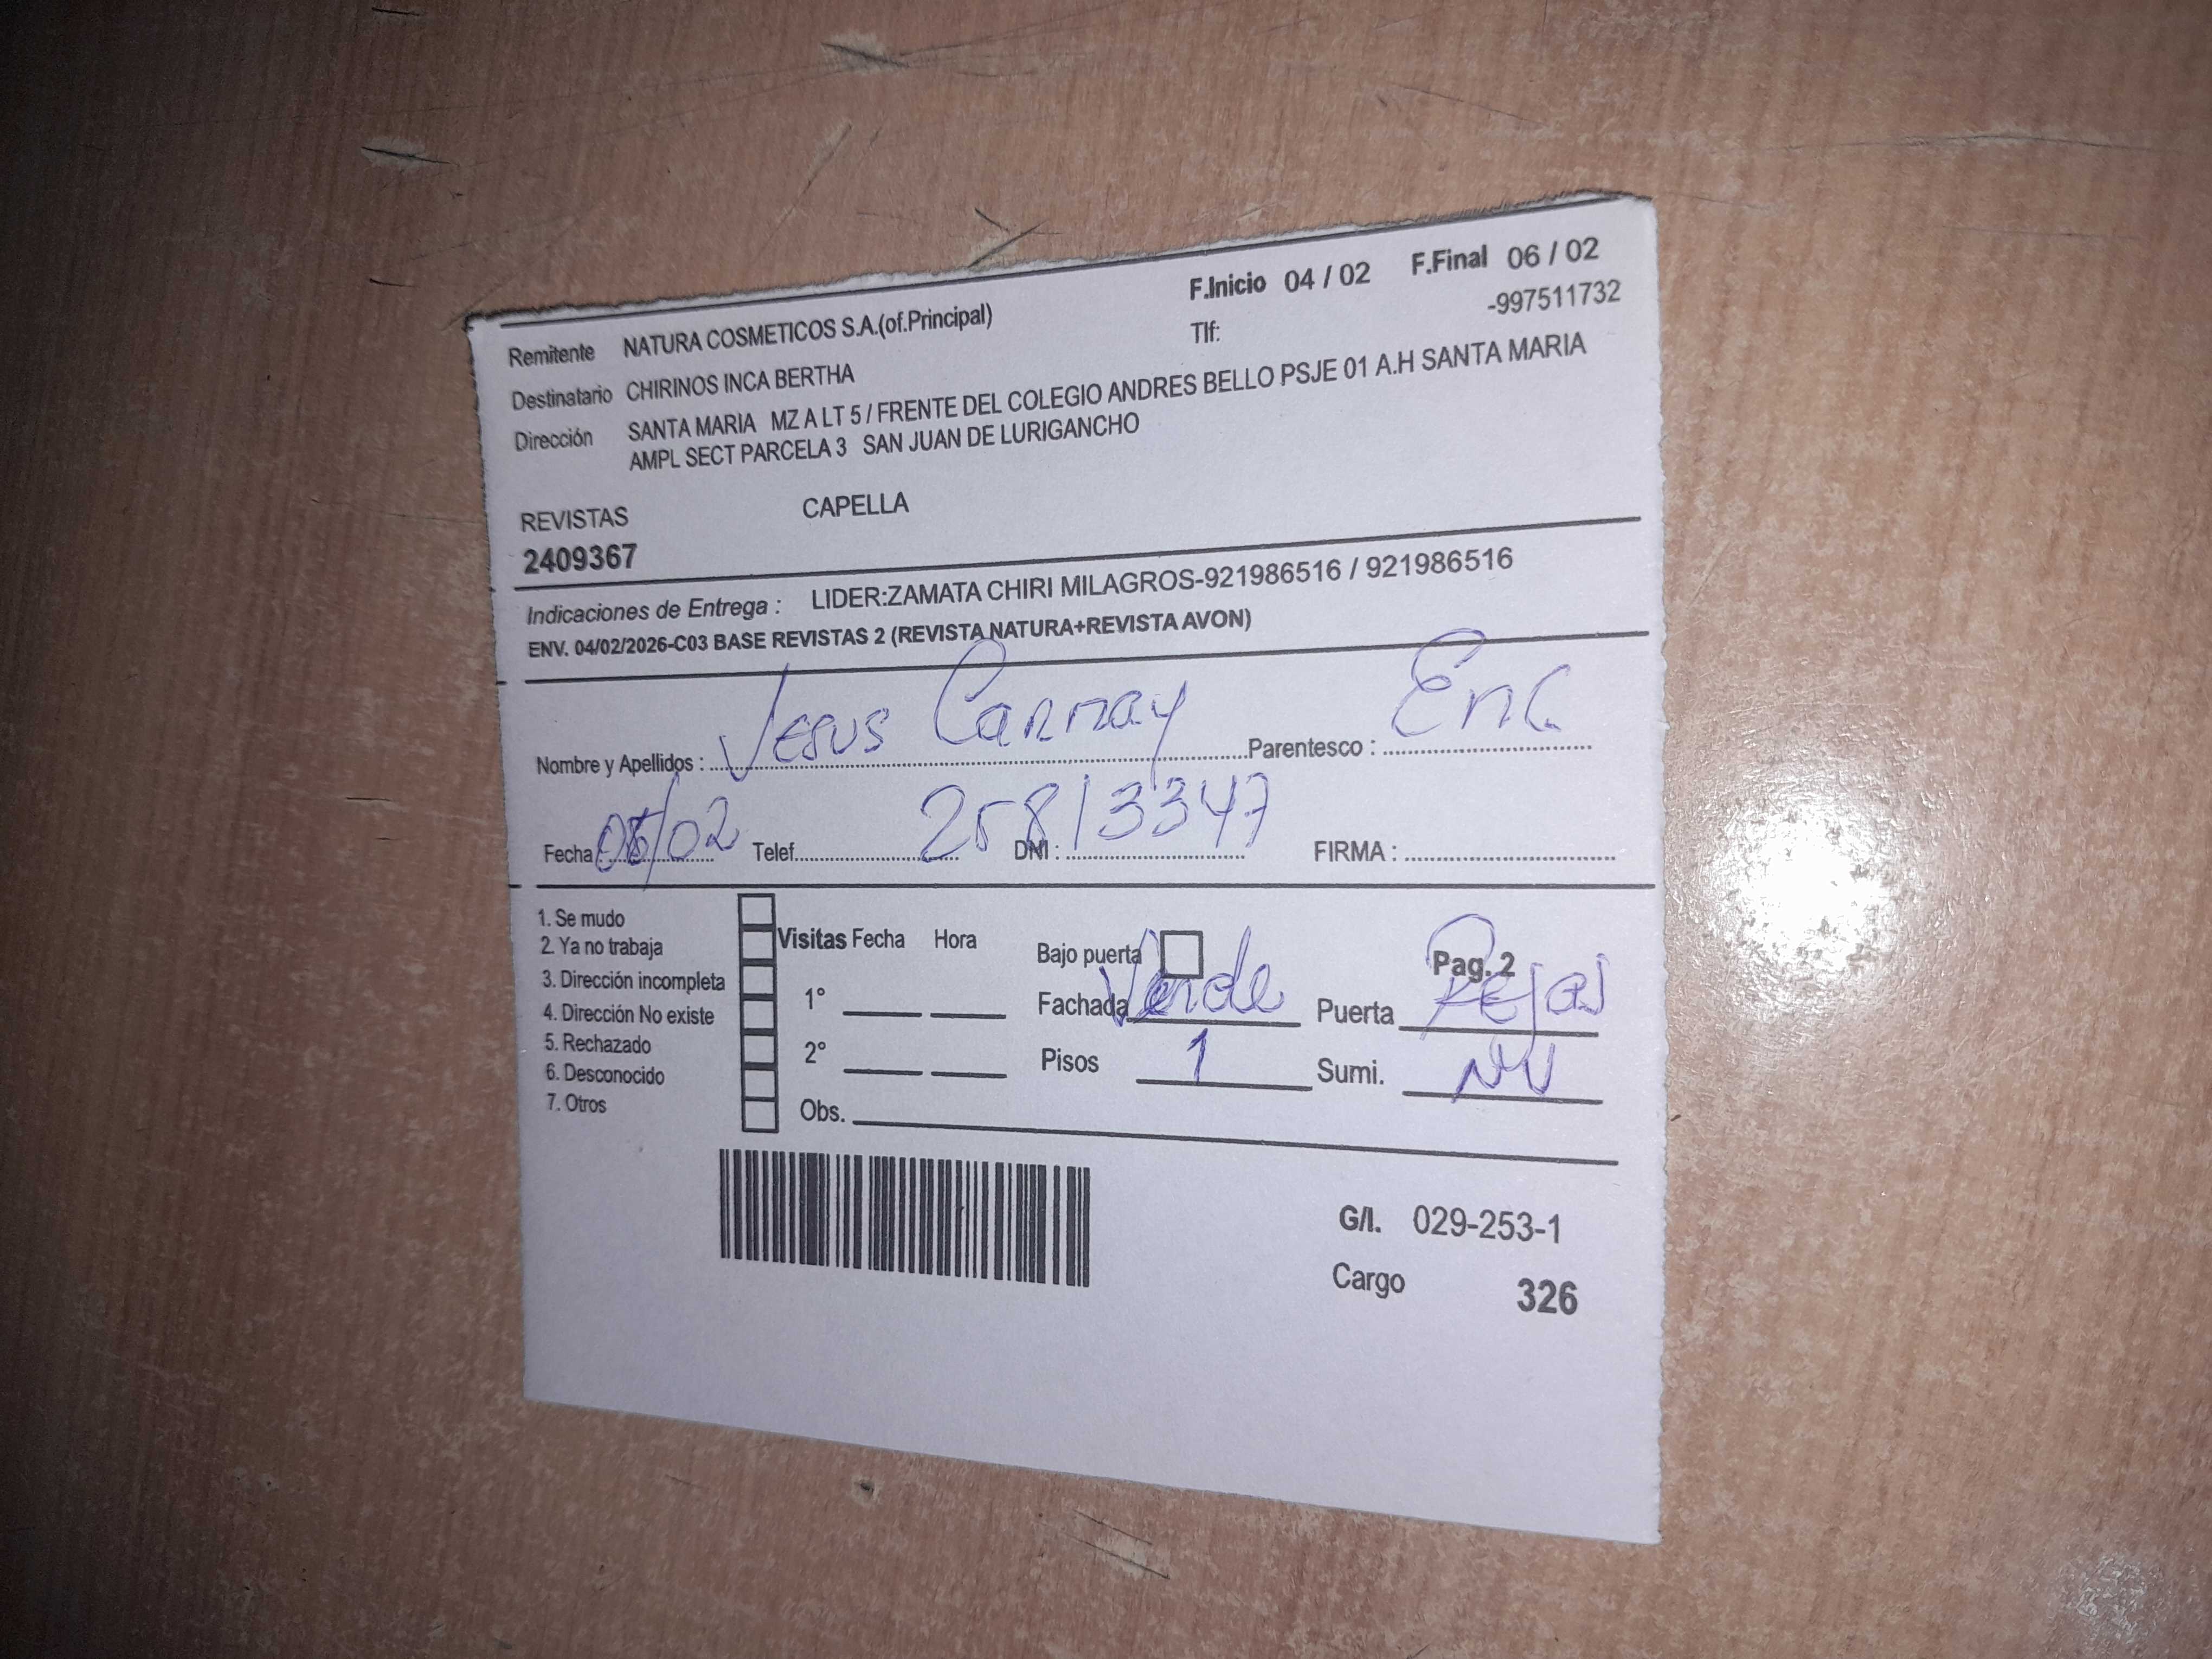 F.Inicio 04 / 02 F.Final 06 / 02
Remitente NATURA COSMETICOS S.A.(of.Principal) Tlf: -997511732
Destinatario CHIRINOS INCA BERTHA
Dirección SANTA MARIA MZ A LT 5 / FRENTE DEL COLEGIO ANDRES BELLO PSJE 01 A.H SANTA MARIA
AMPL SECT PARCELA 3 SAN JUAN DE LURIGANCHO
REVISTAS CAPELLA
2409367
Indicaciones de Entrega : LIDER:ZAMATA CHIRI MILAGROS-921986516 / 921986516
ENV. 04/02/2026-C03 BASE REVISTAS 2 (REVISTA NATURA+REVISTA AVON)
Nombre y Apellidos : Jesus Parentesco : Enc.
Fecha: /02 Telef. DNI : 25813347 FIRMA :
1. Se mudo
2. Ya no trabaja
3. Dirección incompleta
4. Dirección No existe
5. Rechazado
6. Desconocido
7. Otros
Visitas Fecha Hora
1°
2°
Obs.
Bajo puerta Pag. 2
Fachada Verde Puerta Rejas
Pisos 1 Sumi. NV
G/I. 029-253-1
Cargo 326